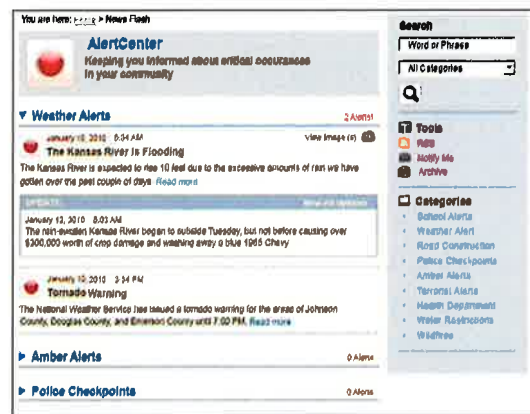 You are here: Home > News Flash
AlertCenter
Keeping you informed about critical occurances
in your community
Weather Alerts
2 Alerts!
January 10, 2010 8:34 AM
View Image (s)
The Kansas River is Flooding
The Kansas River is expected to rise 10 feet due to the excessive amounts of rain we have
gotten over the past couple of days Read more
UPDATE
January 12, 2010 8:03 AM
The rain-swollen Kansas River began to subside Tuesday, but not before causing over
$300,000 worth of crop damage and washing away a blue 1965 Chevy
January 10, 2010 3:34 PM
Tornado Warning
The National Weather Service has issued a tornado warning for the areas of Johnson
County, Douglas County, and Emerson County until 7:00 PM. Read more
Amber Alerts
0 Alerts
Police Checkpoints
0 Alerts
Search
Word or Phrase
All Categories
Tools
RSS
Notify Me
Archive
Categories
School Alerts
Weather Alert
Road Construction
Police Checkpoints
Amber Alerts
Terrorist Alerts
Health Department
Water Restrictions
Wildfires